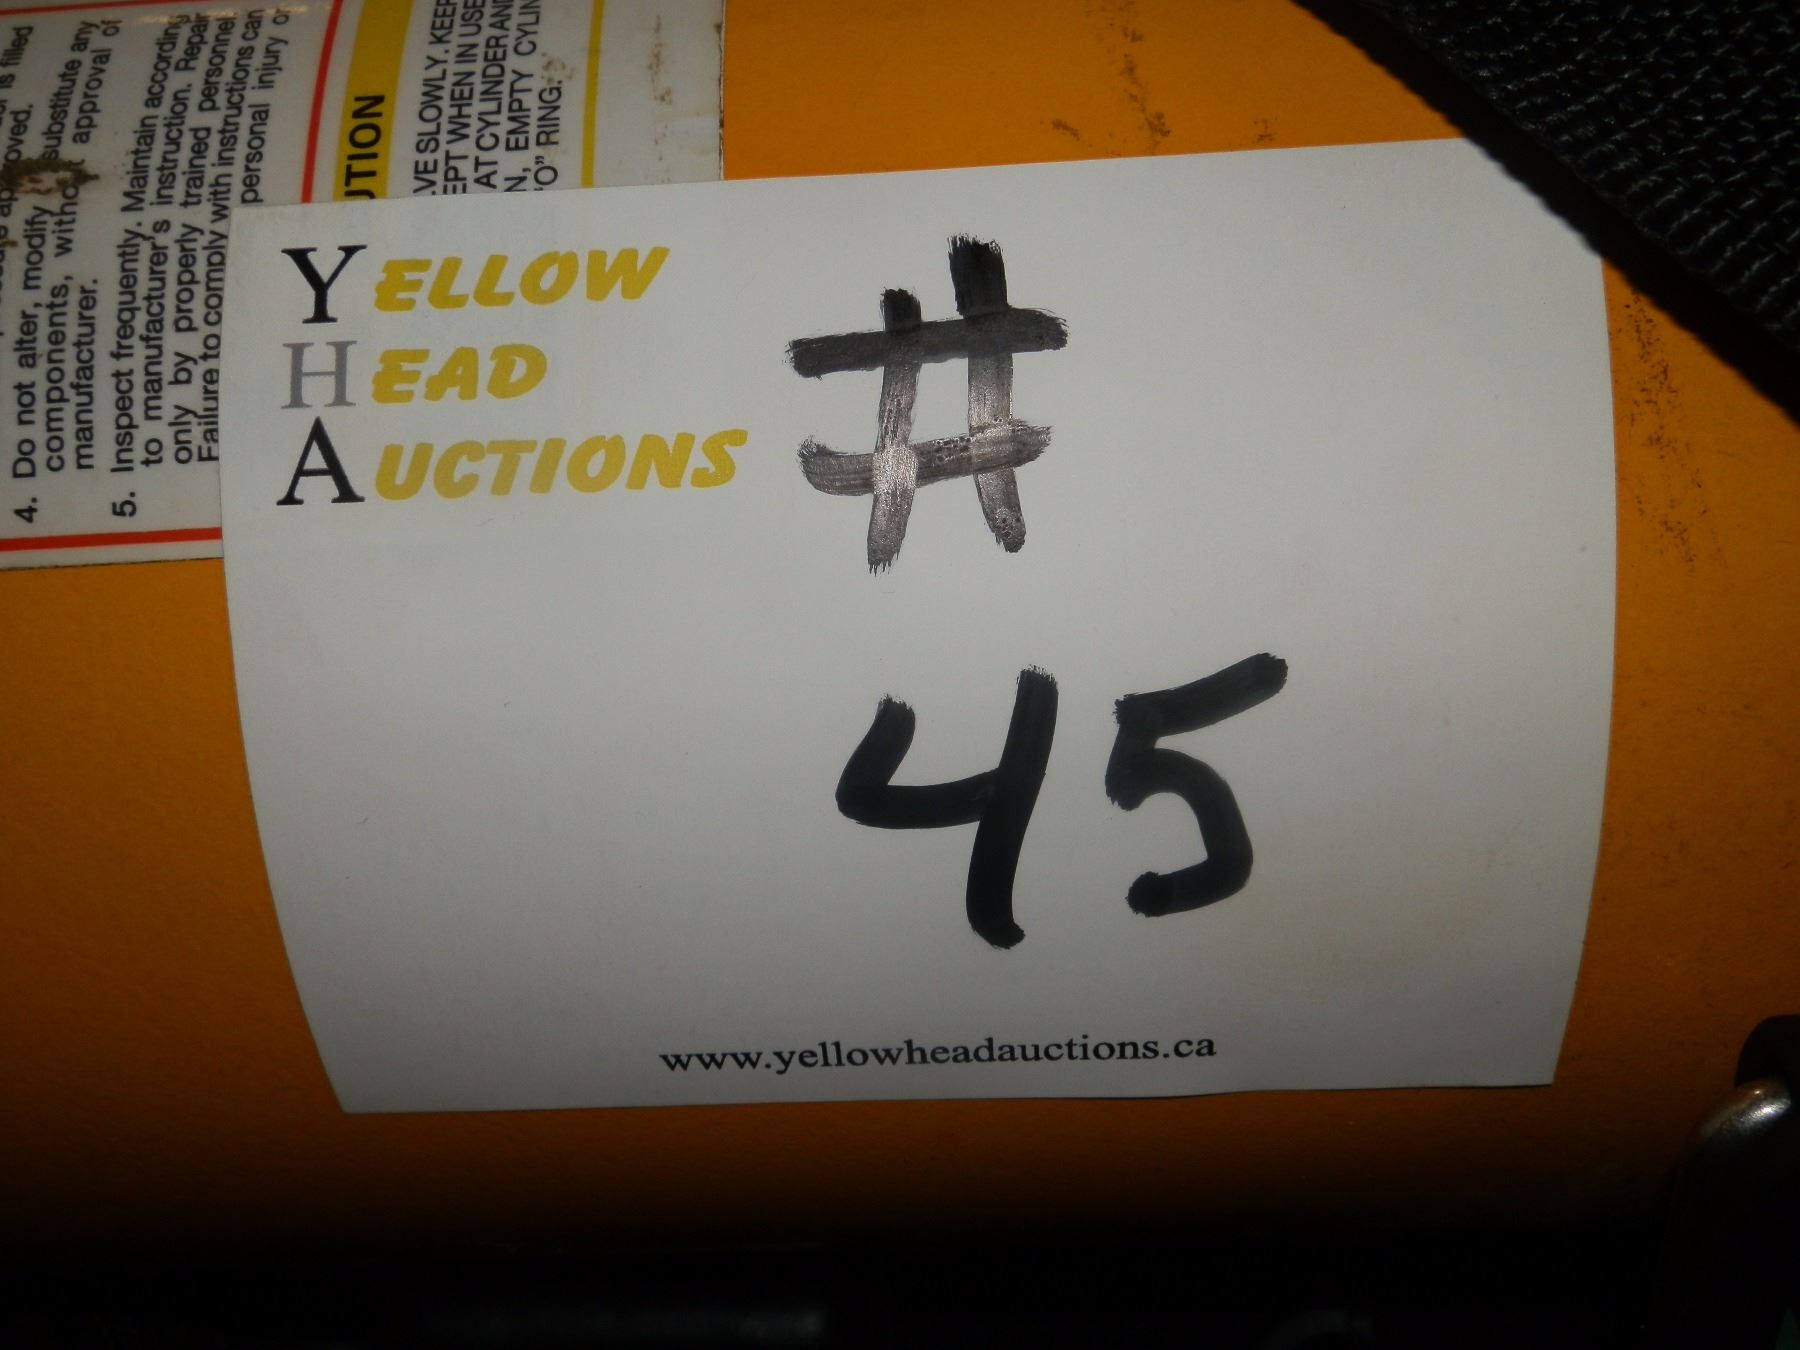 YELLOW
HEAD
AUCTIONS
#
45
www.yellowheadauctions.ca
is filled
4. Do not alter, modify substitute any
components, without approval of
manufacturer.
5. Inspect frequently. Maintain according
to manufacturer's instruction. Repair
only by properly trained personnel
Failure to comply with instructions can
personal injury or
UTION
VE SLOWLY. KEEP
EPT WHEN IN USE
AT CYLINDER AND
N, EMPTY CYLIN
"O" RING.